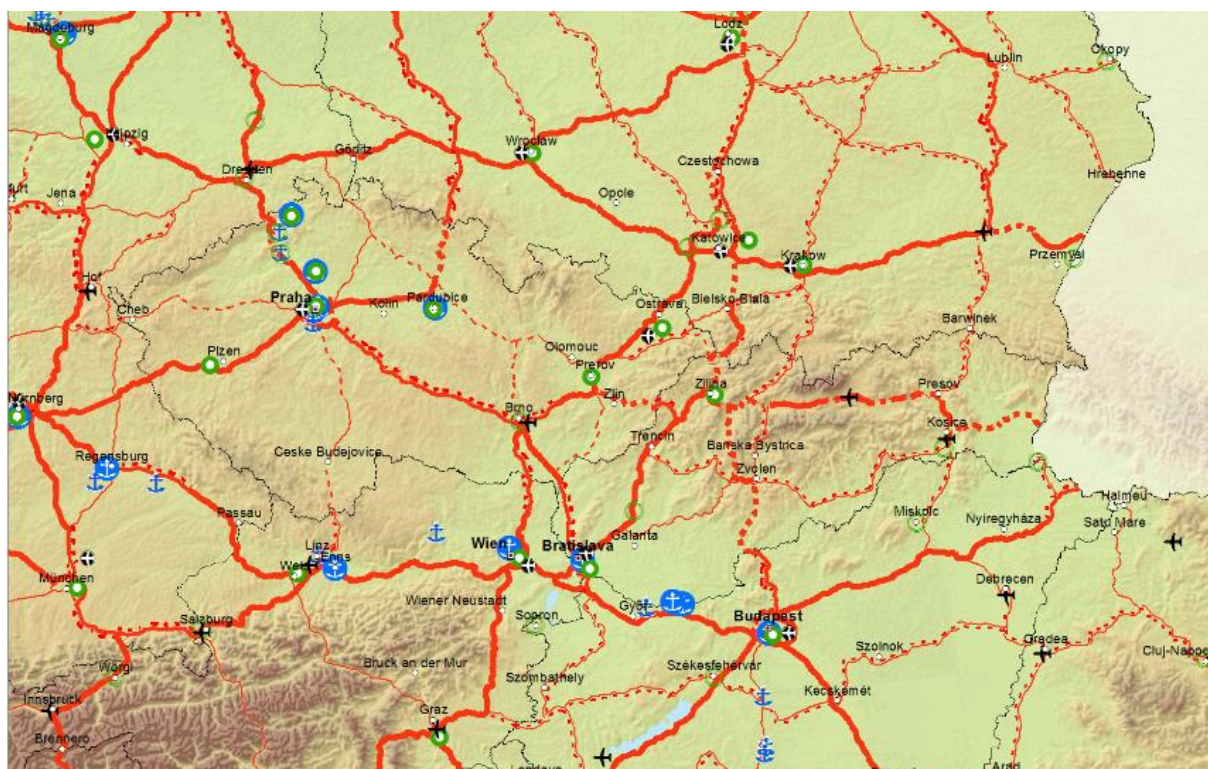 Magdeburg
Lodz
Lublin
Okopy
Leipzig
Wroclaw
Görlitz
Czestochowa
Dresden
Hrebenne
Jena
Opole
Katowice
Krakow
Przemysl
Hof
Praha
Kolin
Pardubice
Ostrava
Bielsko-Biala
Cheb
Barwinek
Plzen
Olomouc
Prerov
Zilina
Presov
Nürnberg
Zlin
Brno
Kosice
Trencin
Banska Bystrica
Regensburg
Ceske Budejovice
Zvolen
Passau
Miskolc
Nyíregyháza
Halmeu
Satu Mare
Linz
Enns
Wien
Bratislava
Galanta
München
Wiener Neustadt
Debrecen
Sopron
Győr
Budapest
Salzburg
Oradea
Szolnok
Cluj-Napoc
Wörgl
Bruck an der Mur
Székesfehérvár
Szombathely
Kecskemét
Innsbruck
Graz
Brennero
Arad